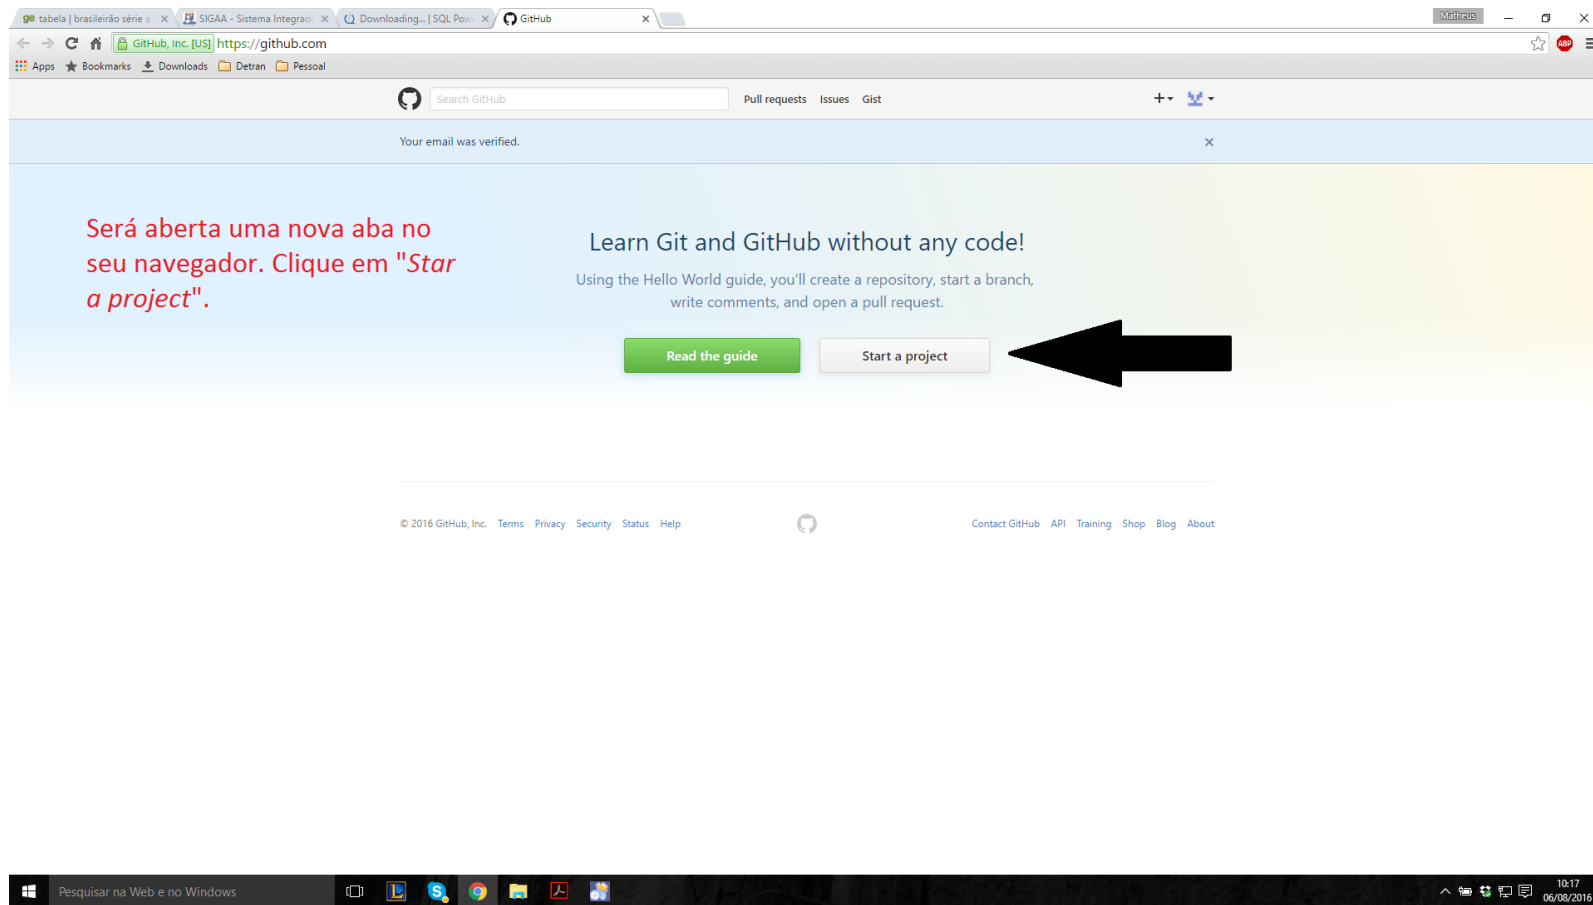 ge tabela | brasileirão série a
SIGAA - Sistema Integrad
Downloading... | SQL Pow
GitHub
Matheus
GitHub, Inc. [US] https://github.com
ABP
Apps Bookmarks Downloads Detran Pessoal
Search GitHub
Pull requests Issues Gist
Your email was verified.
Será aberta uma nova aba no
seu navegador. Clique em "Star
a project".
Learn Git and GitHub without any code!
Using the Hello World guide, you'll create a repository, start a branch,
write comments, and open a pull request.
Read the guide
Start a project
© 2016 GitHub, Inc. Terms Privacy Security Status Help
Contact GitHub API Training Shop Blog About
Pesquisar na Web e no Windows
10:17
06/08/2016